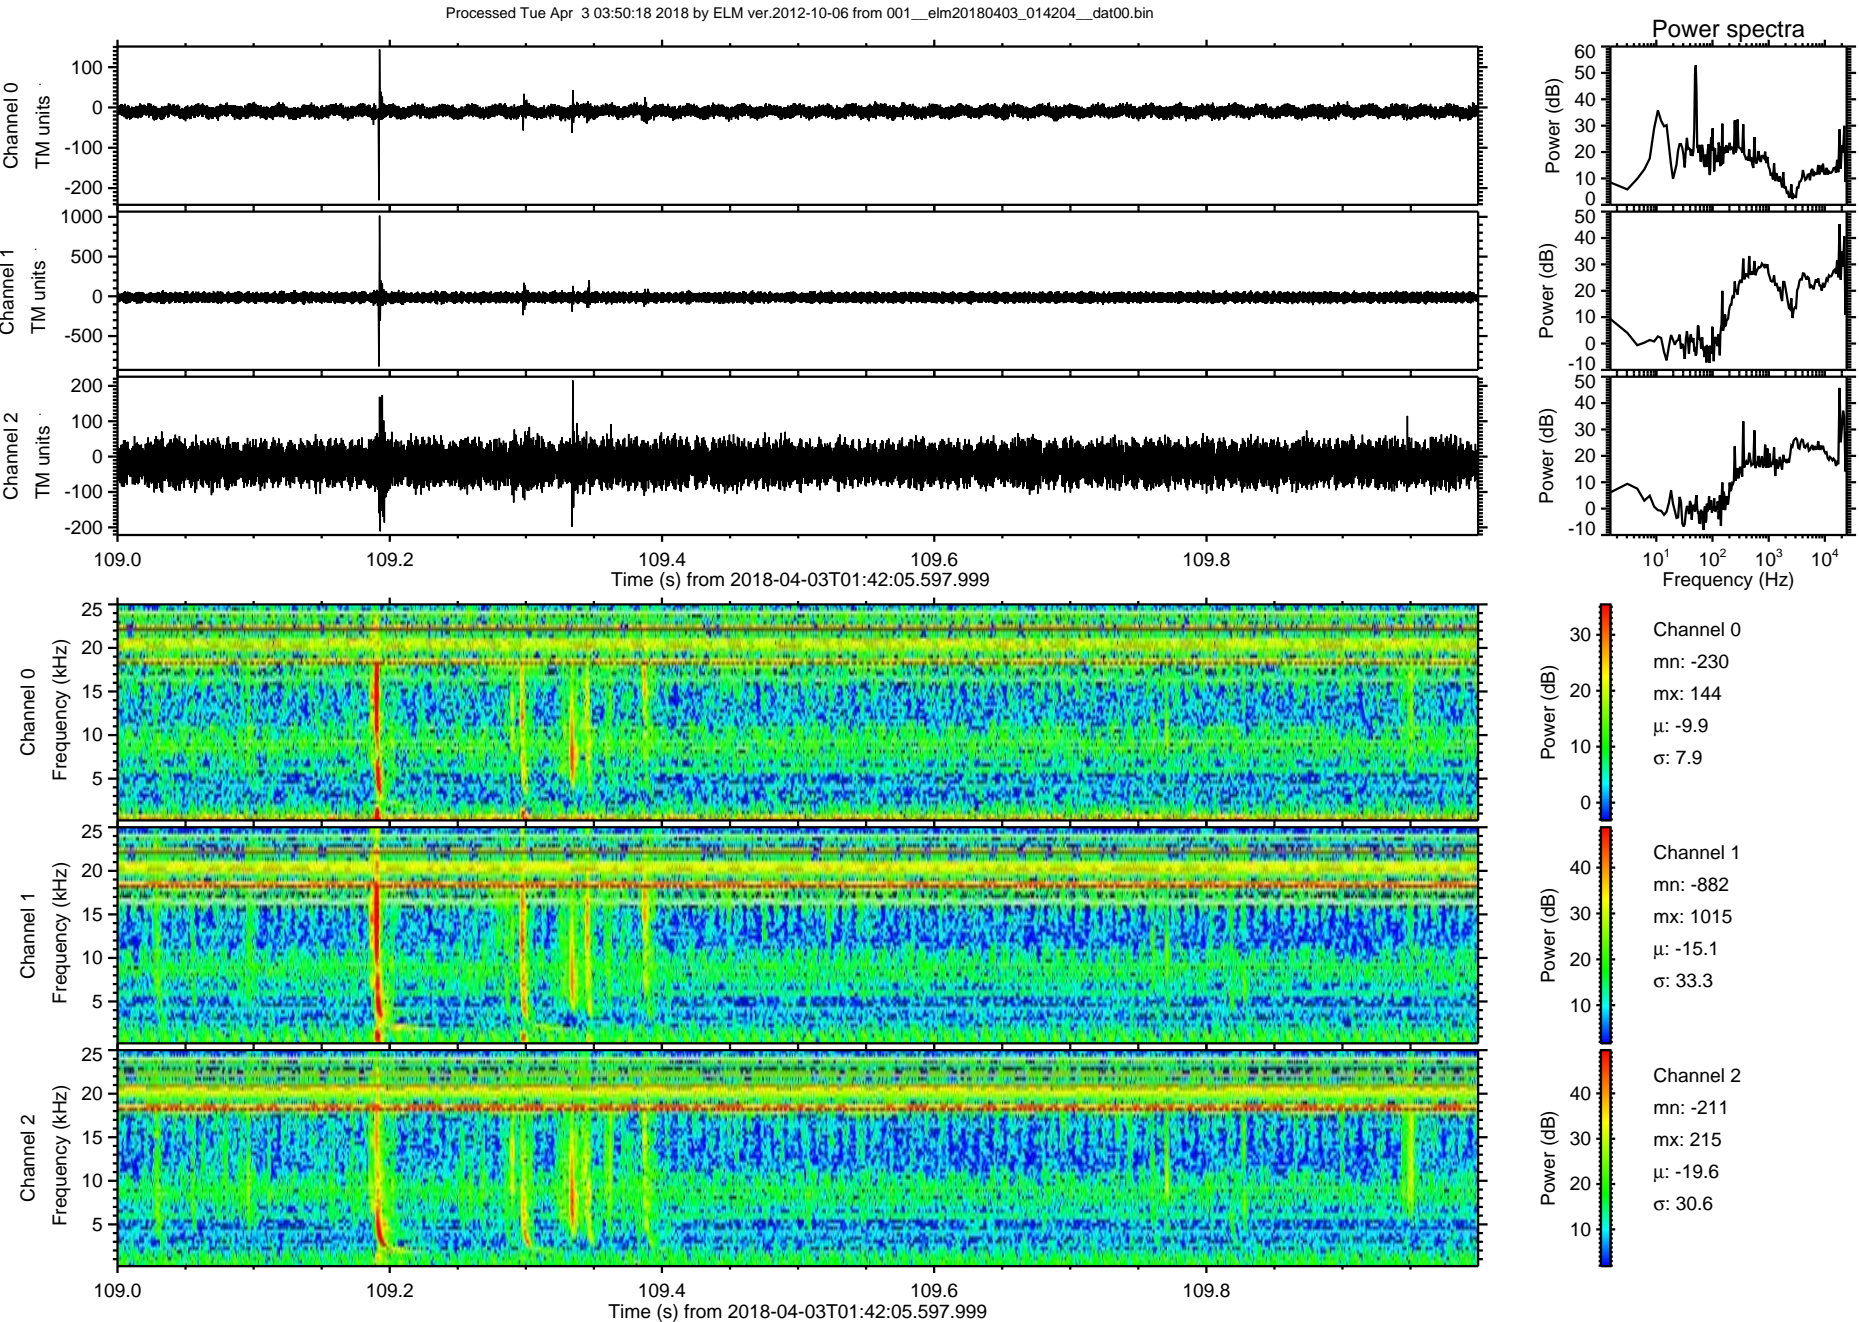 Processed Tue Apr  3 03:50:18 2018 by ELM ver.2012-10-06 from 001__elm20180403_014204__dat00.bin
Power spectra
Channel 0
TM units
100
0
-100
-200
Power (dB)
60
50
40
30
20
10
0
Channel 1
TM units
1000
500
0
-500
Power (dB)
50
40
30
20
10
0
-10
Channel 2
TM units
200
100
0
-100
-200
Power (dB)
50
40
30
20
10
0
-10
109.0 109.2 109.4 109.6 109.8
Time (s) from 2018-04-03T01:42:05.597.999
10^1 10^2 10^3 10^4
Frequency (Hz)
Channel 0
Frequency (kHz)
25
20
15
10
5
Power (dB)
30
20
10
0
Channel 0
mn: -230
mx: 144
μ: -9.9
σ: 7.9
Channel 1
Frequency (kHz)
25
20
15
10
5
Power (dB)
40
30
20
10
Channel 1
mn: -882
mx: 1015
μ: -15.1
σ: 33.3
Channel 2
Frequency (kHz)
25
20
15
10
5
Power (dB)
40
30
20
10
Channel 2
mn: -211
mx: 215
μ: -19.6
σ: 30.6
109.0 109.2 109.4 109.6 109.8
Time (s) from 2018-04-03T01:42:05.597.999